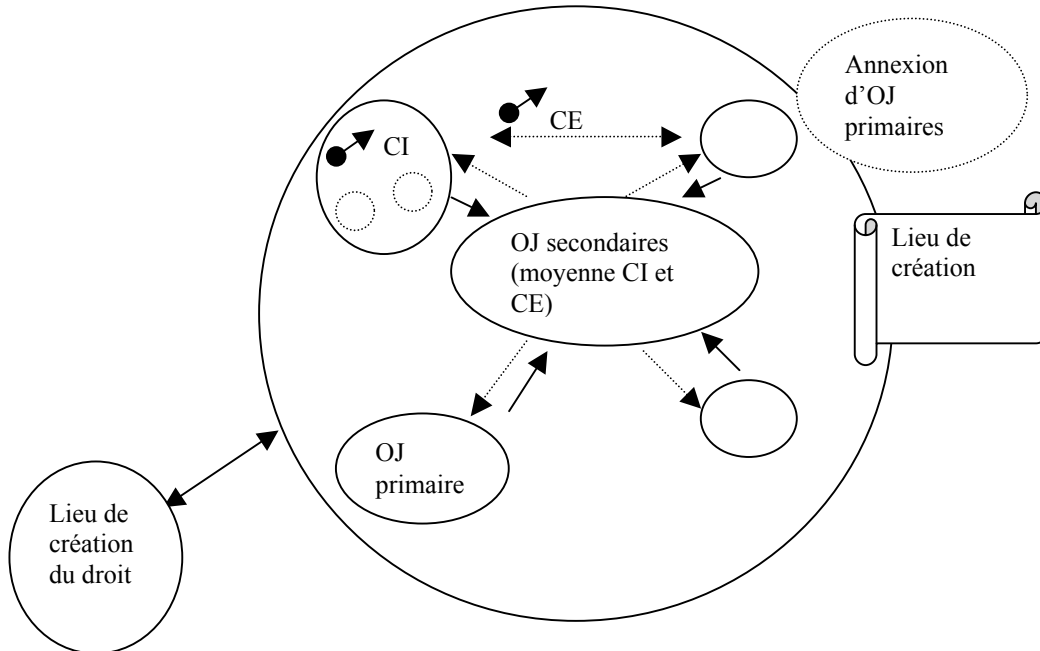 Annexion
d’OJ
primaires
CE
CI
OJ secondaires
(moyenne CI et
CE)
Lieu de
création
OJ
primaire
Lieu de
création
du droit